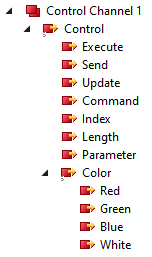 Control Channel 1
Control
Execute
Send
Update
Command
Index
Length
Parameter
Color
Red
Green
Blue
White